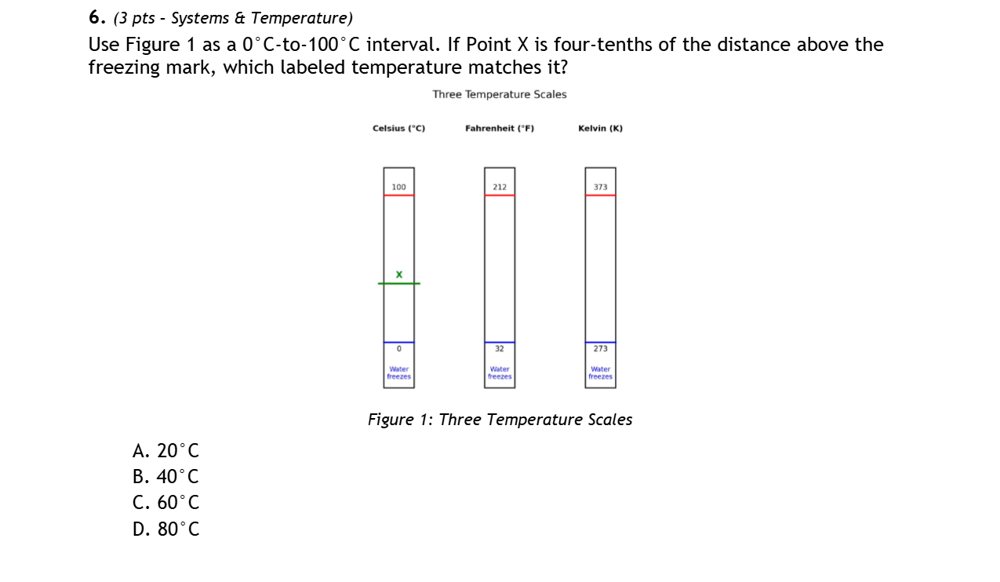 6. (3 pts - Systems & Temperature)
Use Figure 1 as a 0°C-to-100°C interval. If Point X is four-tenths of the distance above the
freezing mark, which labeled temperature matches it?
Three Temperature Scales
Celsius (°C) Fahrenheit (°F) Kelvin (K)
100 212 373
X
0 32 273
Water Water Water
freezes freezes freezes
Figure 1: Three Temperature Scales
A. 20°C
B. 40°C
C. 60°C
D. 80°C